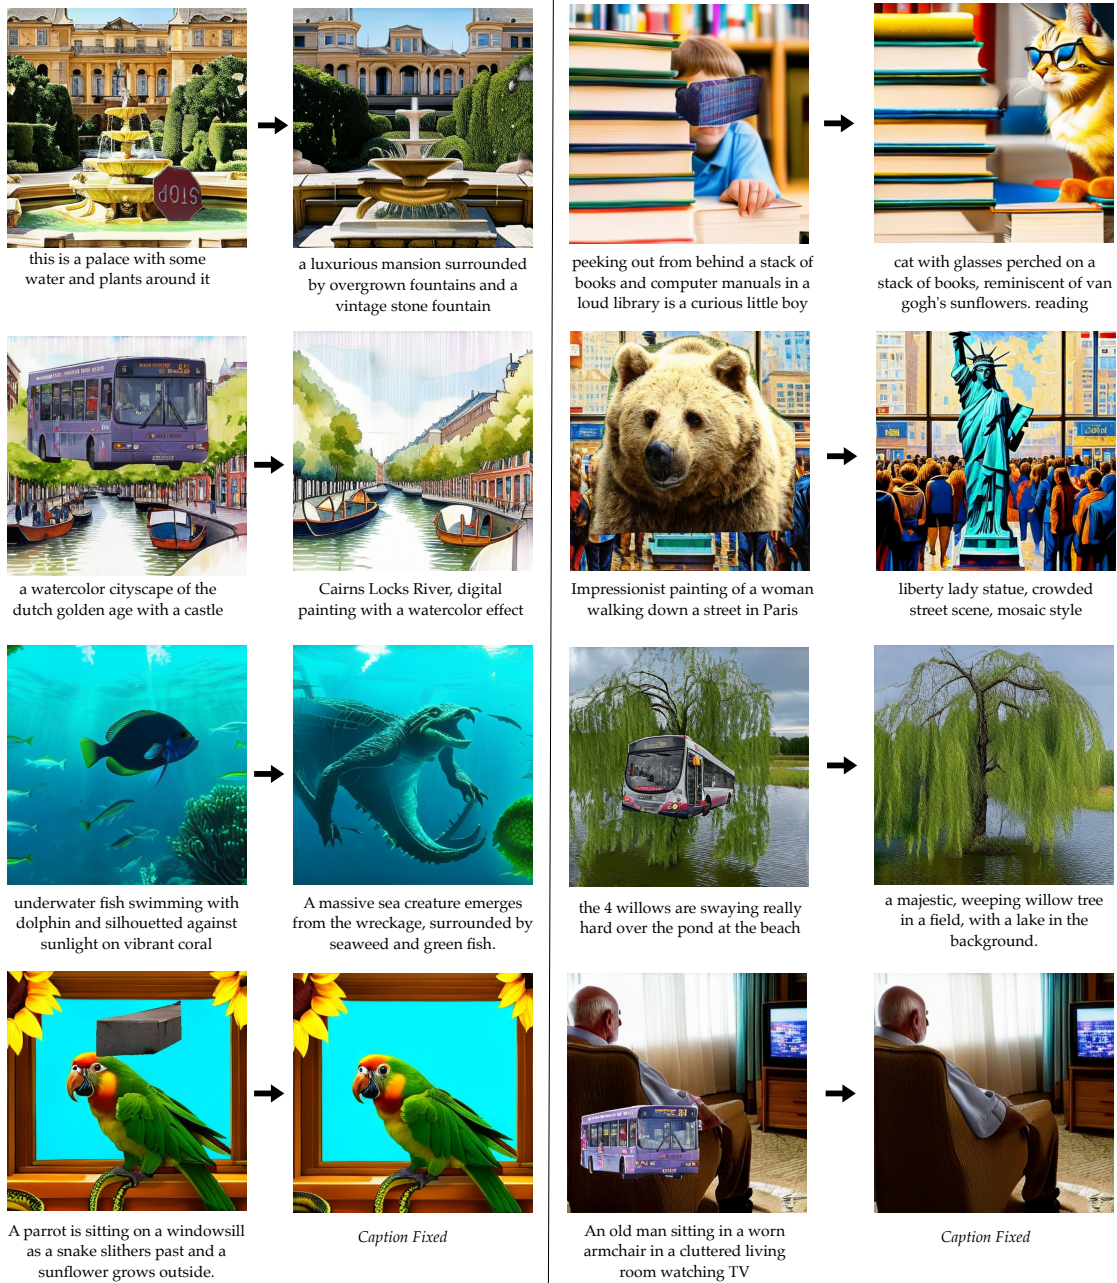 STOP
this is a palace with some
water and plants around it
a luxurious mansion surrounded
by overgrown fountains and a
vintage stone fountain
peeking out from behind a stack of
books and computer manuals in a
loud library is a curious little boy
cat with glasses perched on a
stack of books, reminiscent of van
gogh's sunflowers. reading
a watercolor cityscape of the
dutch golden age with a castle
Cairns Locks River, digital
painting with a watercolor effect
Impressionist painting of a woman
walking down a street in Paris
liberty lady statue, crowded
street scene, mosaic style
underwater fish swimming with
dolphin and silhouetted against
sunlight on vibrant coral
A massive sea creature emerges
from the wreckage, surrounded by
seaweed and green fish.
the 4 willows are swaying really
hard over the pond at the beach
a majestic, weeping willow tree
in a field, with a lake in the
background.
A parrot is sitting on a windowsill
as a snake slithers past and a
sunflower grows outside.
Caption Fixed
An old man sitting in a worn
armchair in a cluttered living
room watching TV
Caption Fixed